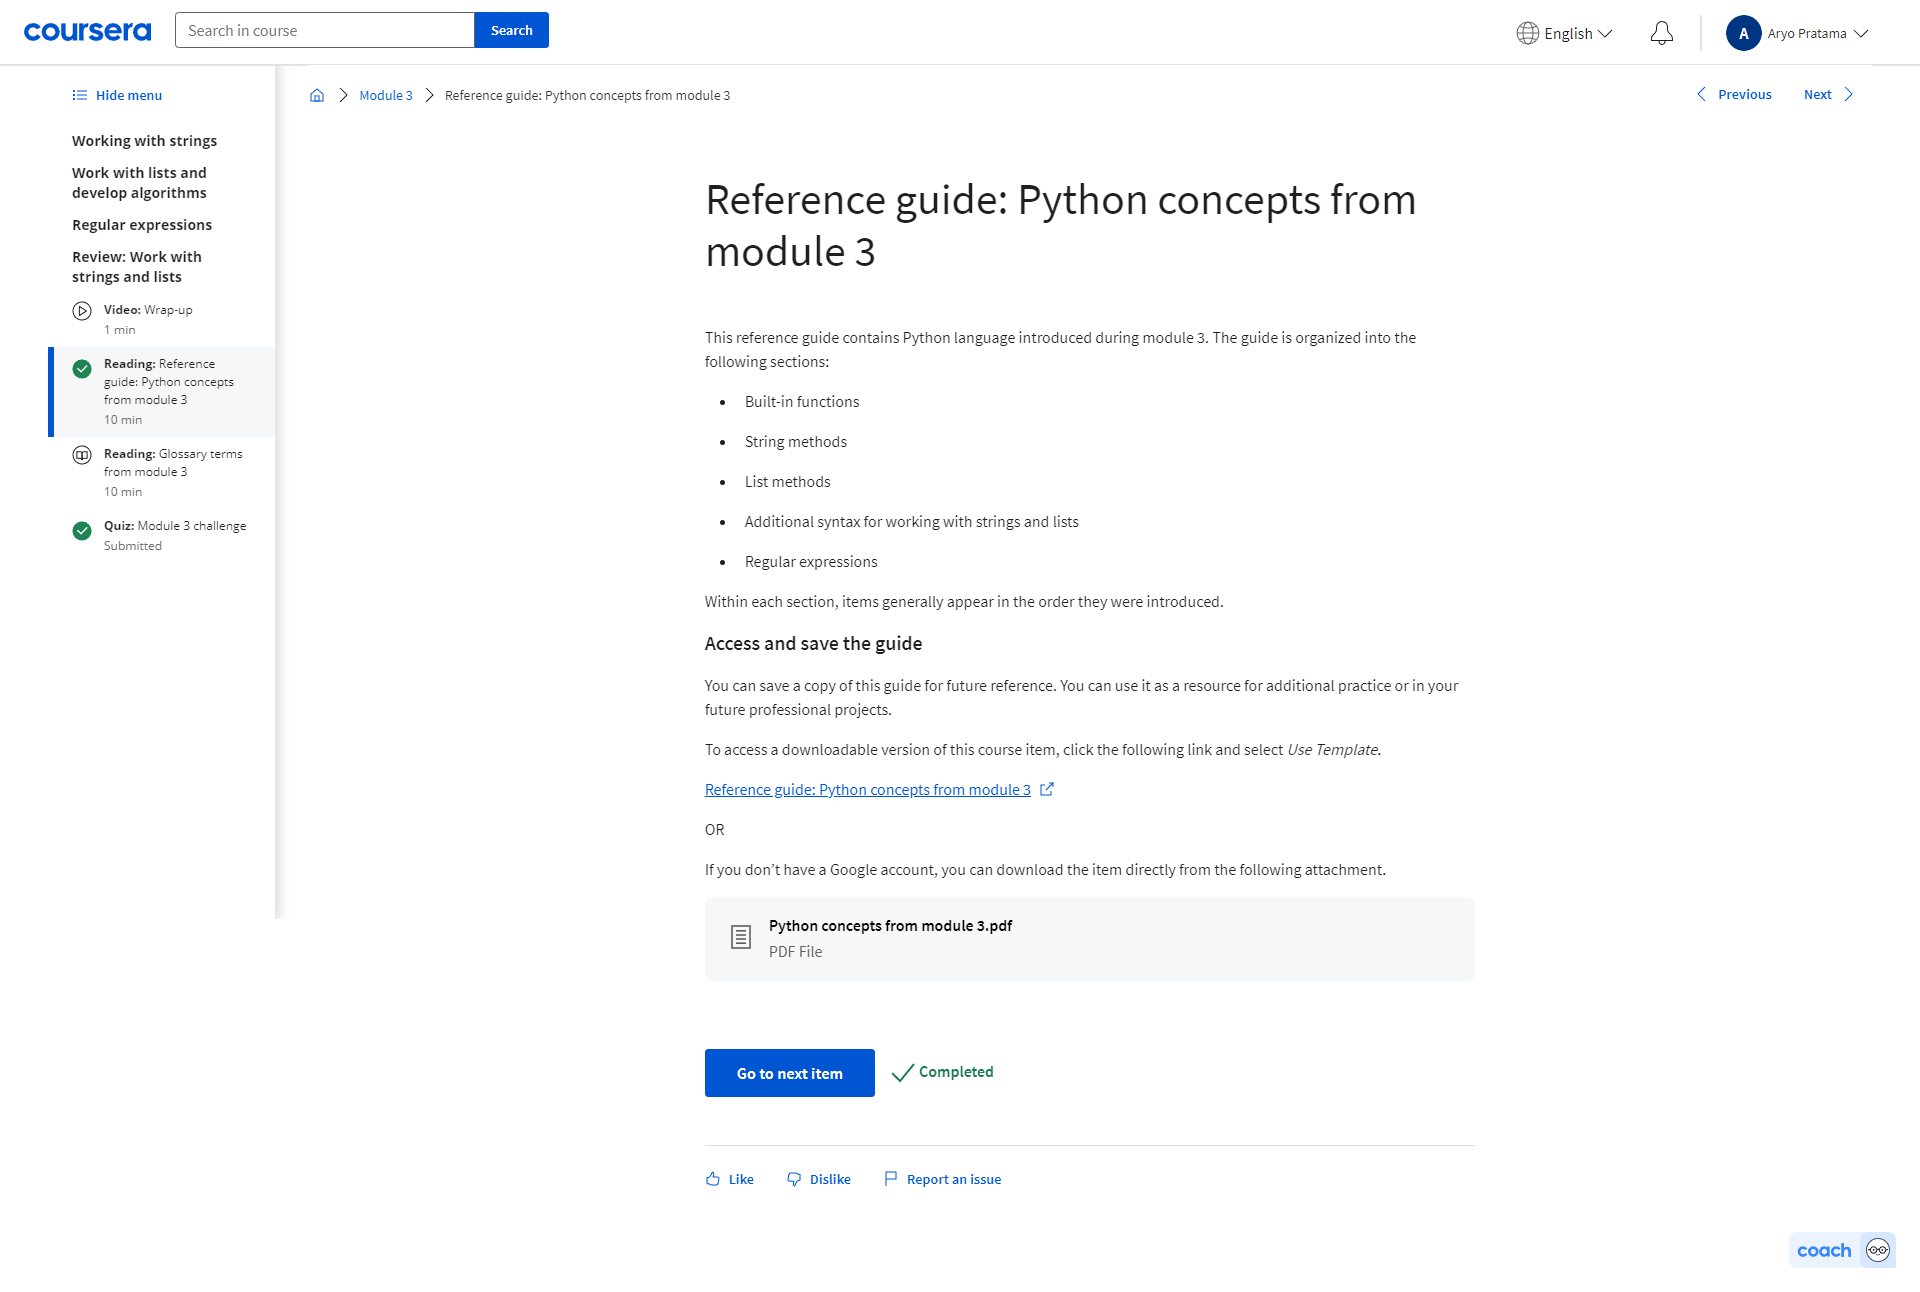 coursera
Search in course
Search
English
A
Aryo Pratama
Hide menu
Working with strings
Work with lists and
develop algorithms
Regular expressions
Review: Work with
strings and lists
Video: Wrap-up
1 min
Reading: Reference
guide: Python concepts
from module 3
10 min
Reading: Glossary terms
from module 3
10 min
Quiz: Module 3 challenge
Submitted
Module 3
Reference guide: Python concepts from module 3
Previous
Next
Reference guide: Python concepts from
module 3
This reference guide contains Python language introduced during module 3. The guide is organized into the
following sections:
• Built-in functions
• String methods
• List methods
• Additional syntax for working with strings and lists
• Regular expressions
Within each section, items generally appear in the order they were introduced.
Access and save the guide
You can save a copy of this guide for future reference. You can use it as a resource for additional practice or in your
future professional projects.
To access a downloadable version of this course item, click the following link and select Use Template.
Reference guide: Python concepts from module 3
OR
If you don’t have a Google account, you can download the item directly from the following attachment.
Python concepts from module 3.pdf
PDF File
Go to next item
Completed
Like
Dislike
Report an issue
coach